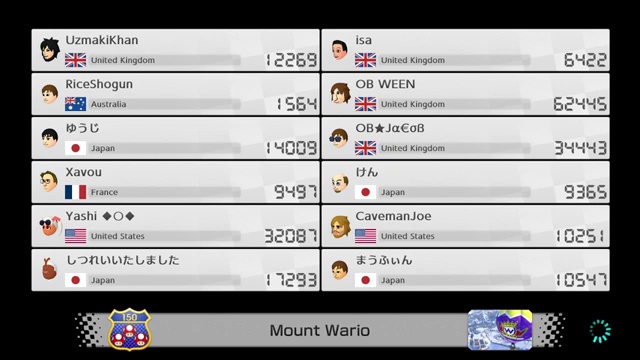 UzmakiKhan
United Kingdom 12269
isa
United Kingdom 6422
RiceShogun
Australia 1564
OB WEEN
United Kingdom 62445
ゆうじ
Japan 14009
OB★Jα€σß
United Kingdom 34443
Xavou
France 9497
けん
Japan 9365
Yashi ◆○◆
United States 32087
CavemanJoe
United States 10251
しつれいいたしました
Japan 17293
まうふぃん
Japan 10547
150
Mount Wario